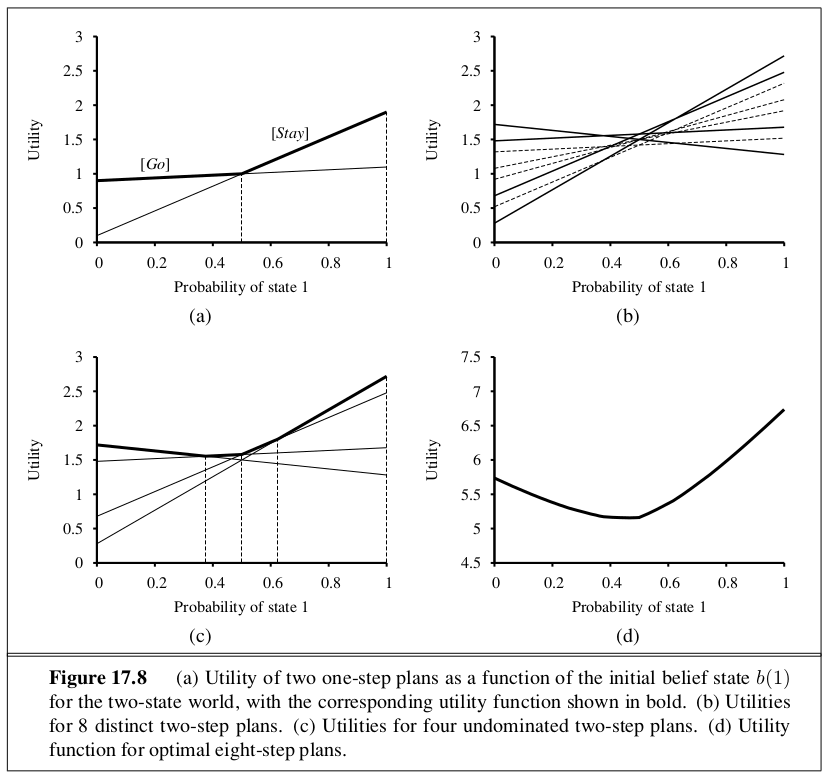 3
2.5
2
1.5
1
0.5
0
Utility
[Go]
[Stay]
0 0.2 0.4 0.6 0.8 1
Probability of state 1
(a)
3
2.5
2
1.5
1
0.5
0
Utility
0 0.2 0.4 0.6 0.8 1
Probability of state 1
(b)
3
2.5
2
1.5
1
0.5
0
Utility
0 0.2 0.4 0.6 0.8 1
Probability of state 1
(c)
7.5
7
6.5
6
5.5
5
4.5
Utility
0 0.2 0.4 0.6 0.8 1
Probability of state 1
(d)
Figure 17.8 (a) Utility of two one-step plans as a function of the initial belief state b(1)
for the two-state world, with the corresponding utility function shown in bold. (b) Utilities
for 8 distinct two-step plans. (c) Utilities for four undominated two-step plans. (d) Utility
function for optimal eight-step plans.